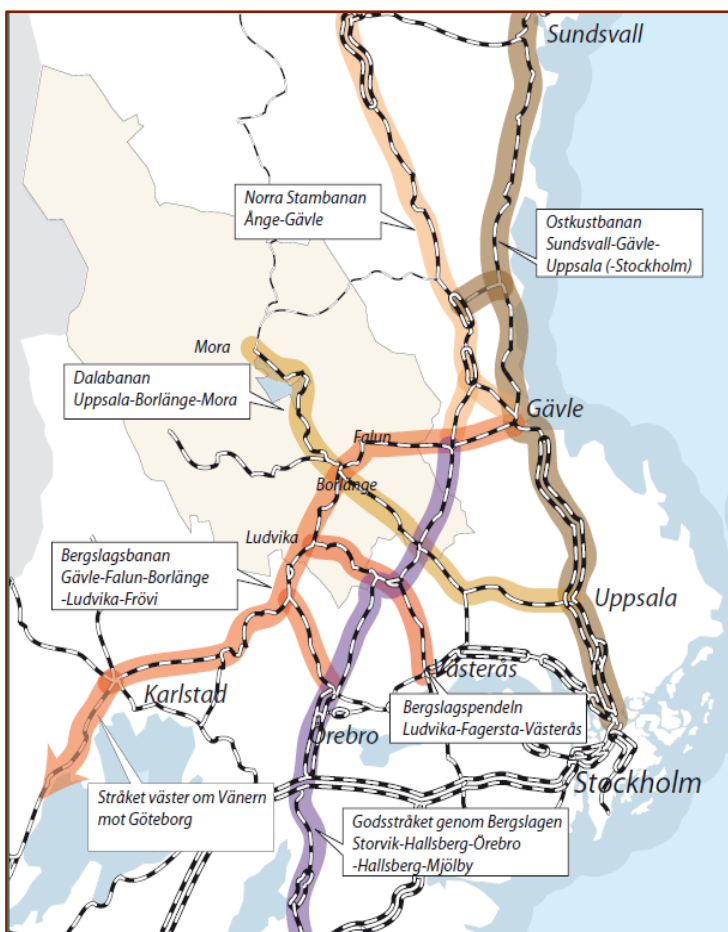 Sundsvall
Norra Stambanan
Ånge-Gävle
Ostkustbanan
Sundsvall-Gävle-
Uppsala (-Stockholm)
Mora
Dalabanan
Uppsala-Borlänge-Mora
Gävle
Falun
Borlänge
Ludvika
Bergslagsbanan
Gävle-Falun-Borlänge
-Ludvika-Frövi
Uppsala
Västerås
Karlstad
Bergslagspendeln
Ludvika-Fagersta-Västerås
Örebro
Stockholm
Stråket väster om Vänern
mot Göteborg
Godsstråket genom Bergslagen
Storvik-Hallsberg-Örebro
-Hallsberg-Mjölby